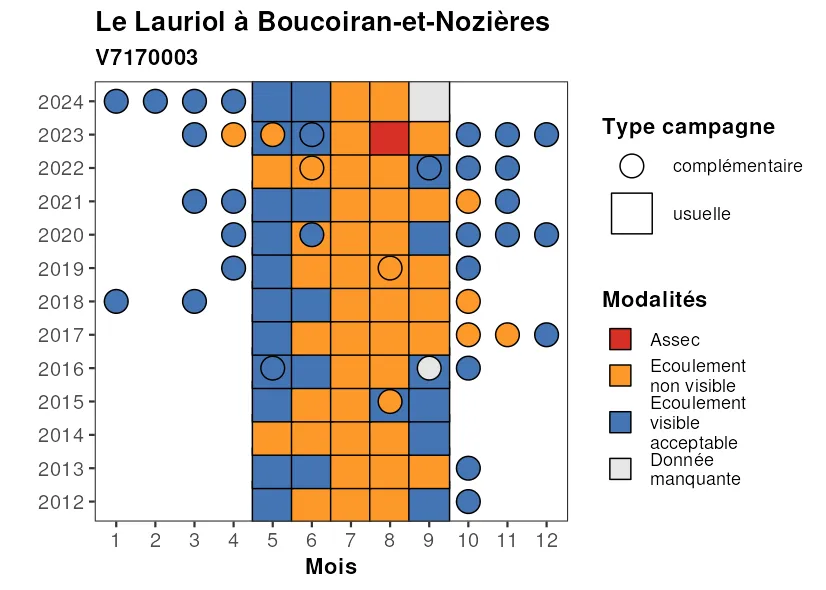 Le Lauriol à Boucoiran-et-Nozières
V7170003
2024
2023
2022
2021
2020
2019
2018
2017
2016
2015
2014
2013
2012
1 2 3 4 5 6 7 8 9 10 11 12
Mois
Type campagne
complémentaire
usuelle
Modalités
Assec
Ecoulement
non visible
Ecoulement
visible
acceptable
Donnée
manquante